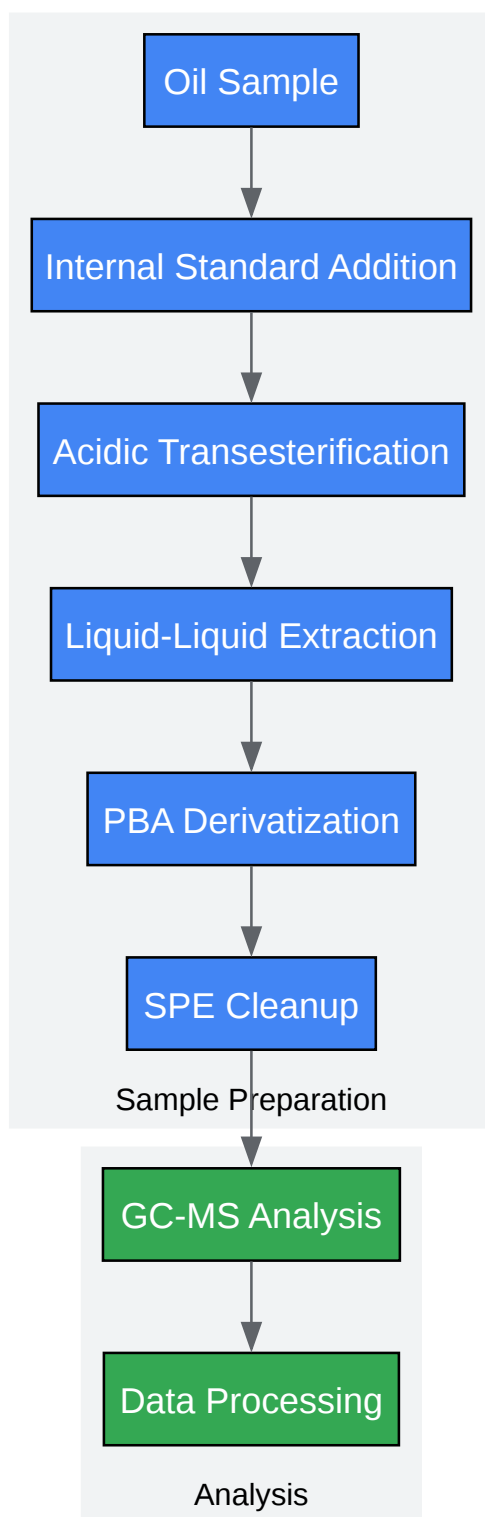 Oil Sample
Internal Standard Addition
Acidic Transesterification
Liquid-Liquid Extraction
PBA Derivatization
SPE Cleanup
Sample Preparation
GC-MS Analysis
Data Processing
Analysis